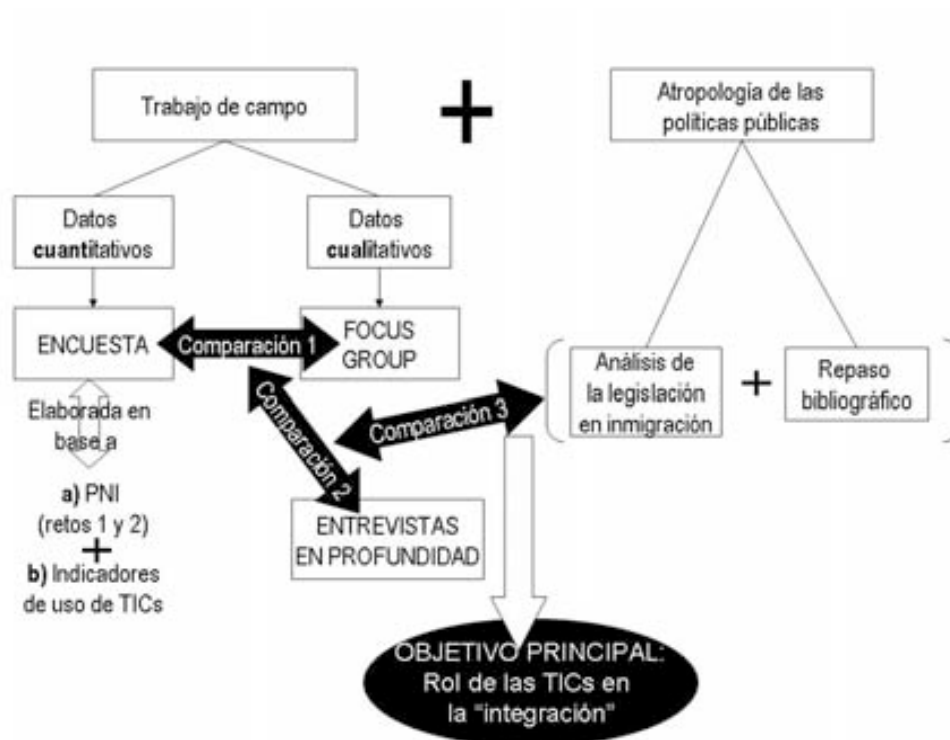 Trabajo de campo
+
Atropología de las
políticas públicas
Datos
cuantitativos
Datos
cualitativos
ENCUESTA
Comparación 1
FOCUS
GROUP
Comparación 2
Comparación 3
Análisis de
la legislación
en inmigración
+
Repaso
bibliográfico
Elaborada en
base a
a) PNI
(retos 1 y 2)
+
b) Indicadores
de uso de TICs
ENTREVISTAS
EN PROFUNDIDAD
OBJETIVO PRINCIPAL:
Rol de las TICs en
la “integración”